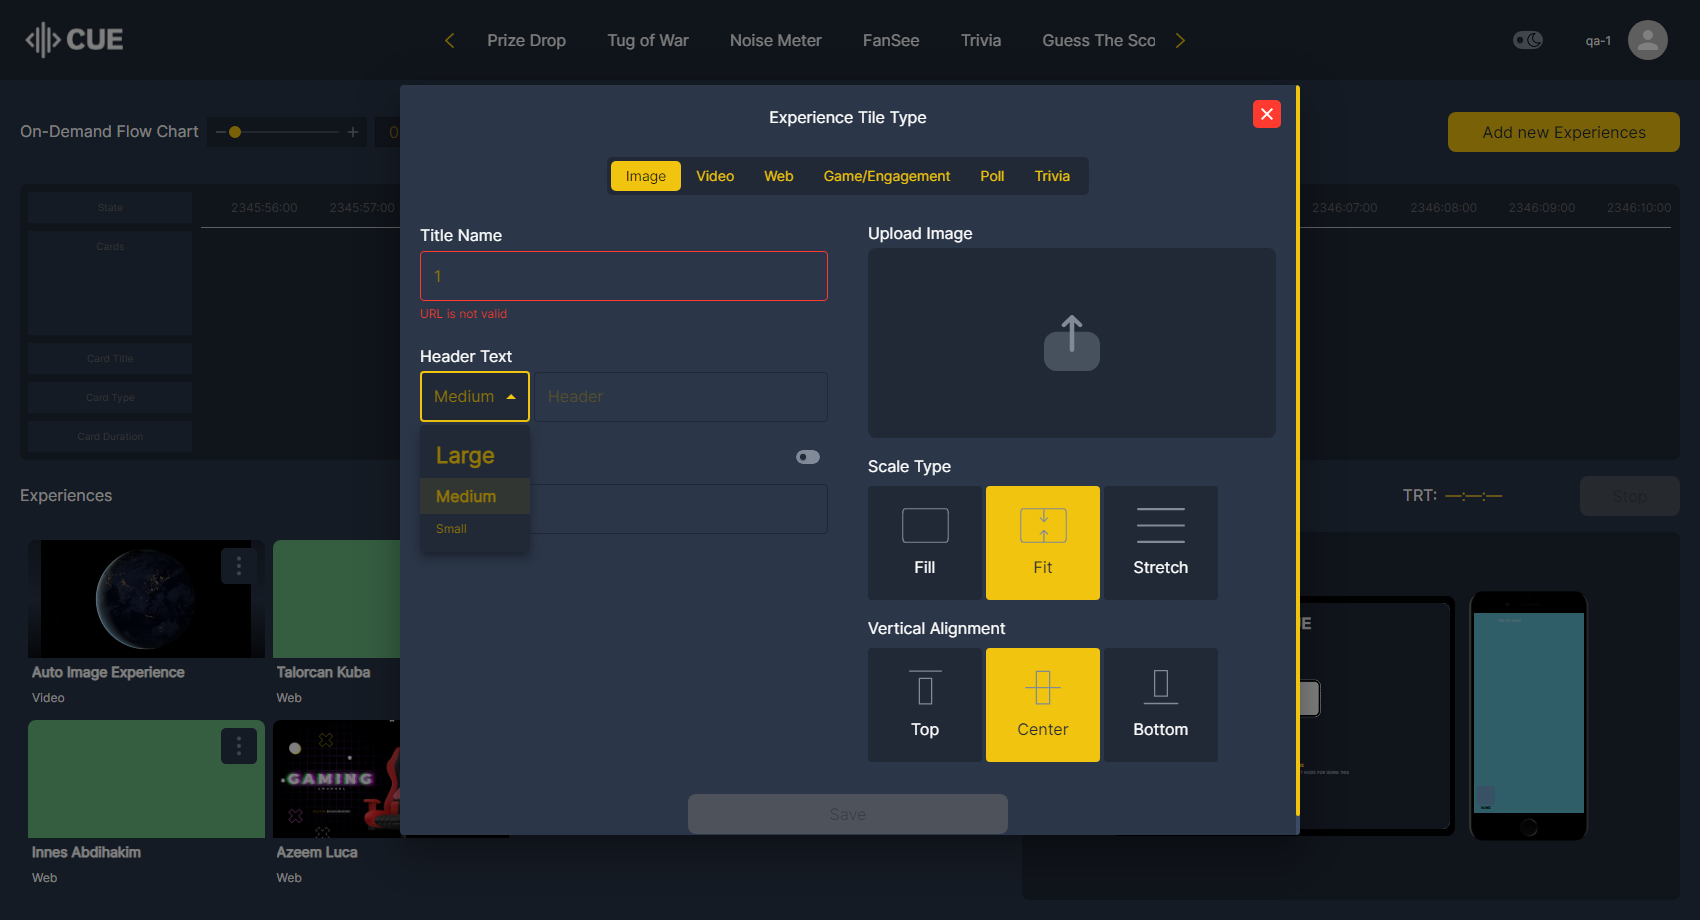 CUE
Prize Drop
Tug of War
Noise Meter
FanSee
Trivia
Guess The Sco
qa-1
On-Demand Flow Chart
0
Add new Experiences
Experience Tile Type
Image
Video
Web
Game/Engagement
Poll
Trivia
State
2345:56:00
2345:57:00
2346:07:00
2346:08:00
2346:09:00
2346:10:00
Cards
Card Title
Card Type
Card Duration
Title Name
1
URL is not valid
Header Text
Medium
Header
Large
Medium
Small
Upload Image
Scale Type
Fill
Fit
Stretch
Vertical Alignment
Top
Center
Bottom
Save
Experiences
TRT: —:—:—
Stop
Auto Image Experience
Video
Talorcan Kuba
Web
GAMING
Innes Abdihakim
Web
Azeem Luca
Web